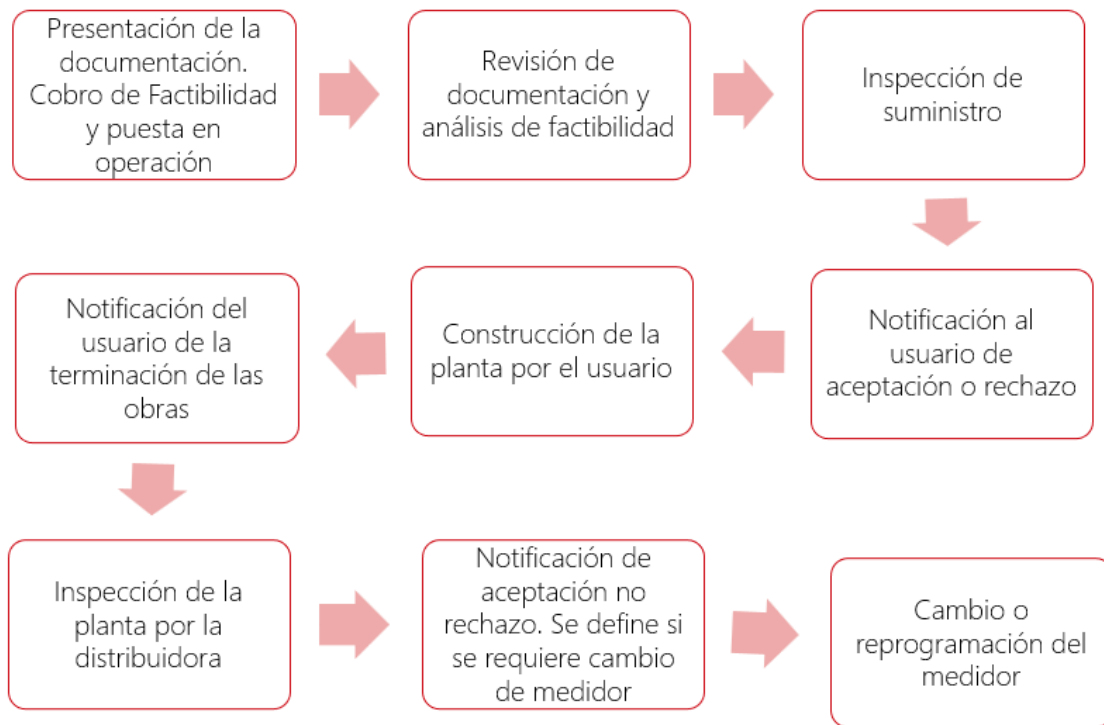 Presentación de la
documentación.
Cobro de Factibilidad
y puesta en
operación
Revisión de
documentación y
análisis de factibilidad
Inspección de
suministro
Notificación al
usuario de
aceptación o rechazo
Construcción de la
planta por el usuario
Notificación del
usuario de la
terminación de las
obras
Inspección de la
planta por la
distribuidora
Notificación de
aceptación no
rechazo. Se define si
se requiere cambio
de medidor
Cambio o
reprogramación del
medidor